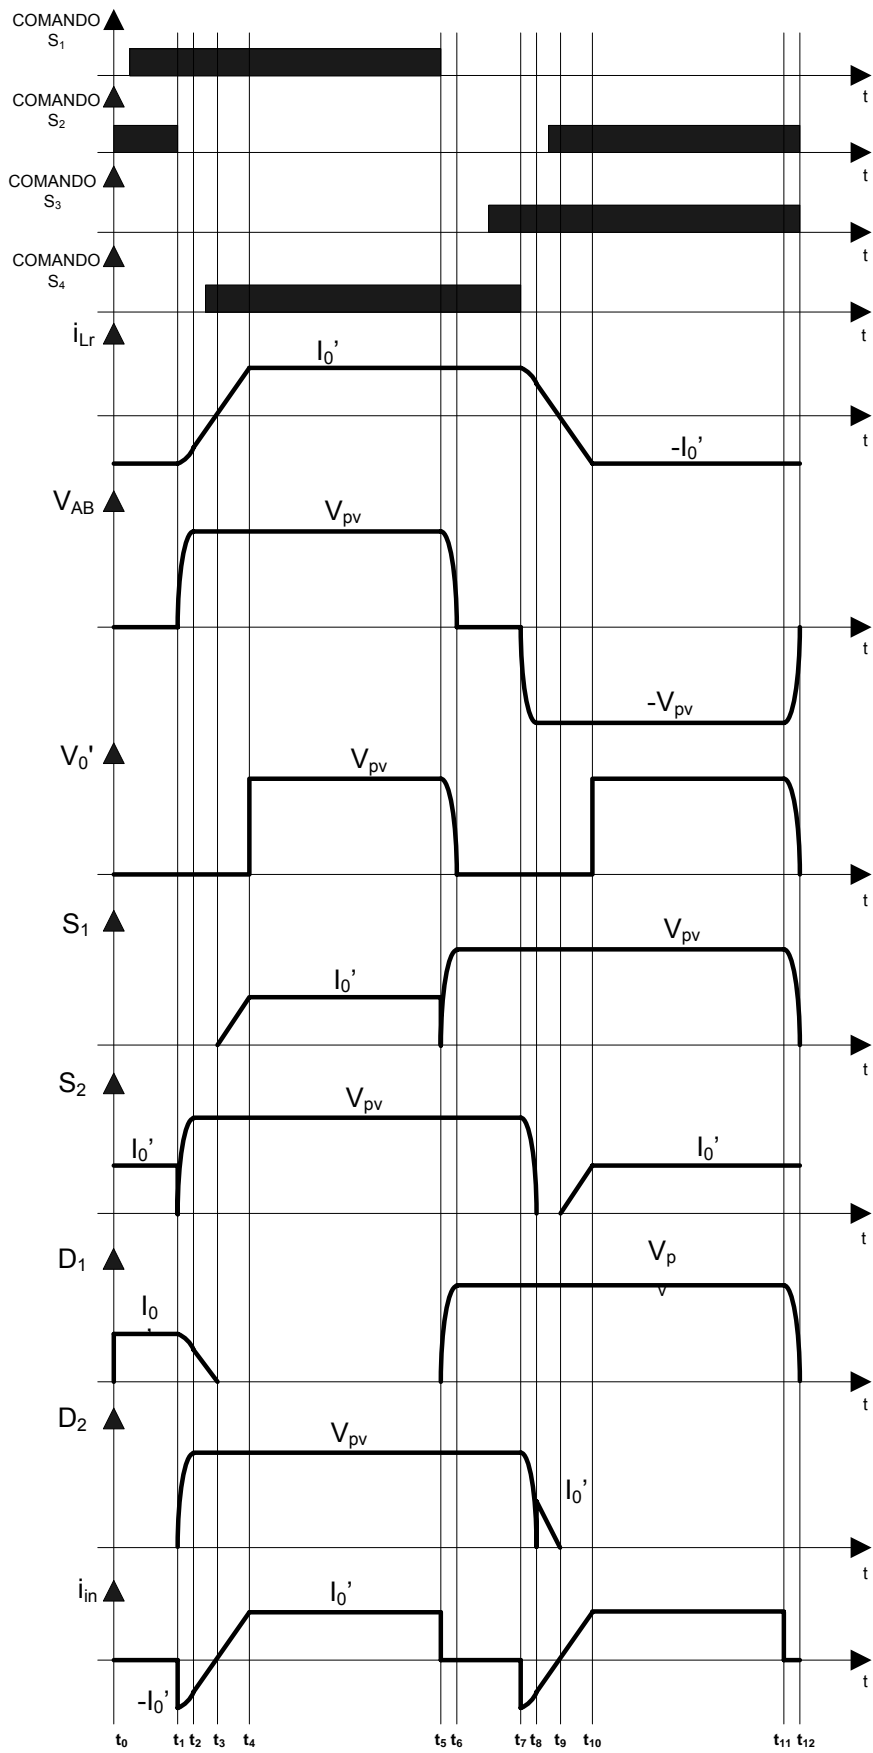 COMANDO
S1
t
COMANDO
S2
t
COMANDO
S3
t
COMANDO
S4
t
iLr
I0’
-I0’
t
VAB
Vpv
-Vpv
t
V0'
Vpv
t
S1
I0’
Vpv
t
S2
I0’
Vpv
I0’
t
D1
I0
’
Vp
v
t
D2
Vpv
I0’
t
iin
I0’
-I0’
t
t0 t1 t2 t3 t4 t5 t6 t7 t8 t9 t10 t11 t12